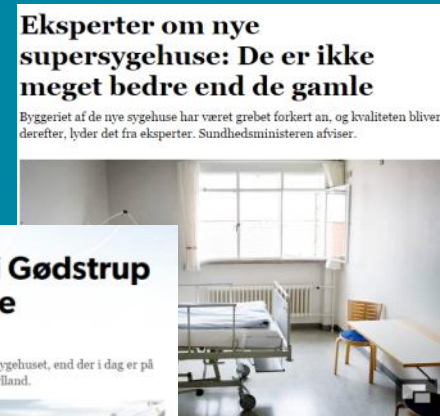 Eksperter om nye
supersygehuse: De er ikke
meget bedre end de gamle
Byggeriet af de nye sygehuse har været grebet forkert an, og kvaliteten bliver
derefter, lyder det fra eksperter. Sundhedsministeren afviser.
Gødstrup
end der i dag er på